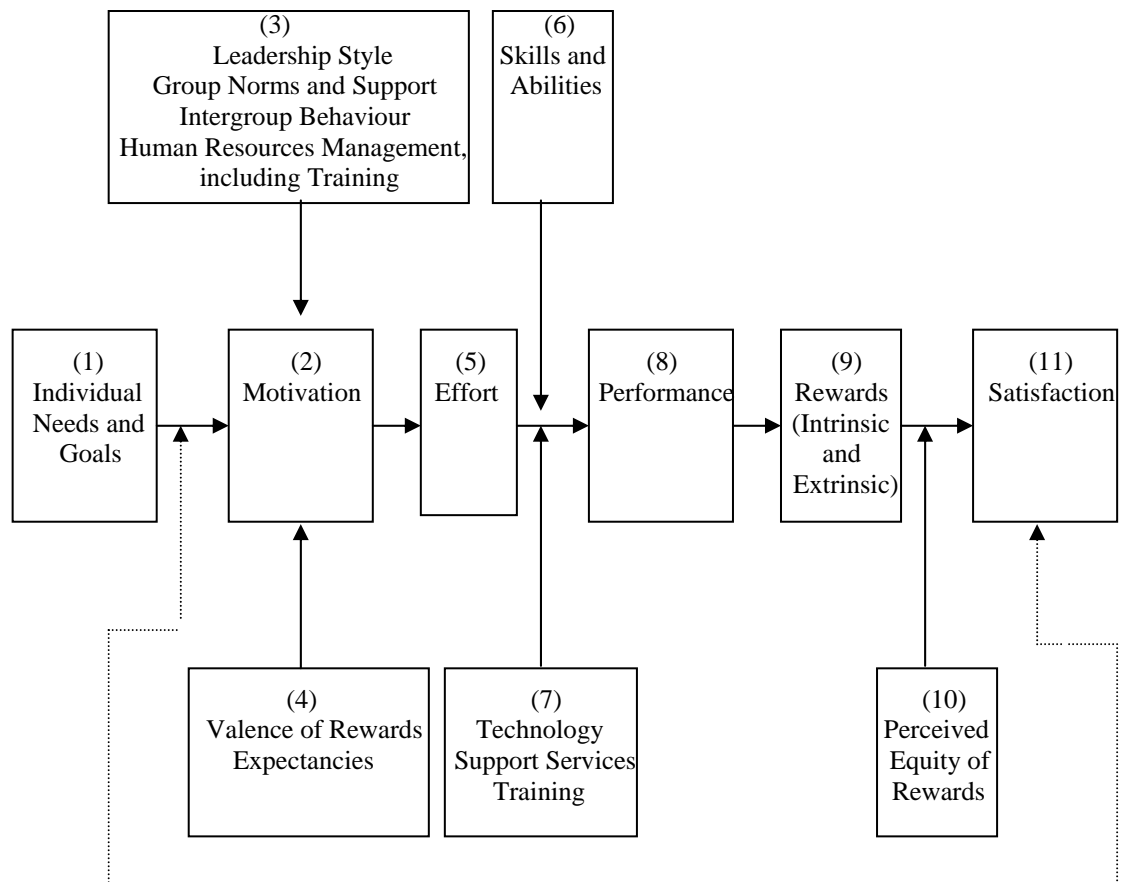 (3)
Leadership Style
Group Norms and Support
Intergroup Behaviour
Human Resources Management,
including Training
(6)
Skills and
Abilities
(1)
Individual
Needs and
Goals
(2)
Motivation
(5)
Effort
(8)
Performance
(9)
Rewards
(Intrinsic
and
Extrinsic)
(11)
Satisfaction
(4)
Valence of Rewards
Expectancies
(7)
Technology
Support Services
Training
(10)
Perceived
Equity of
Rewards